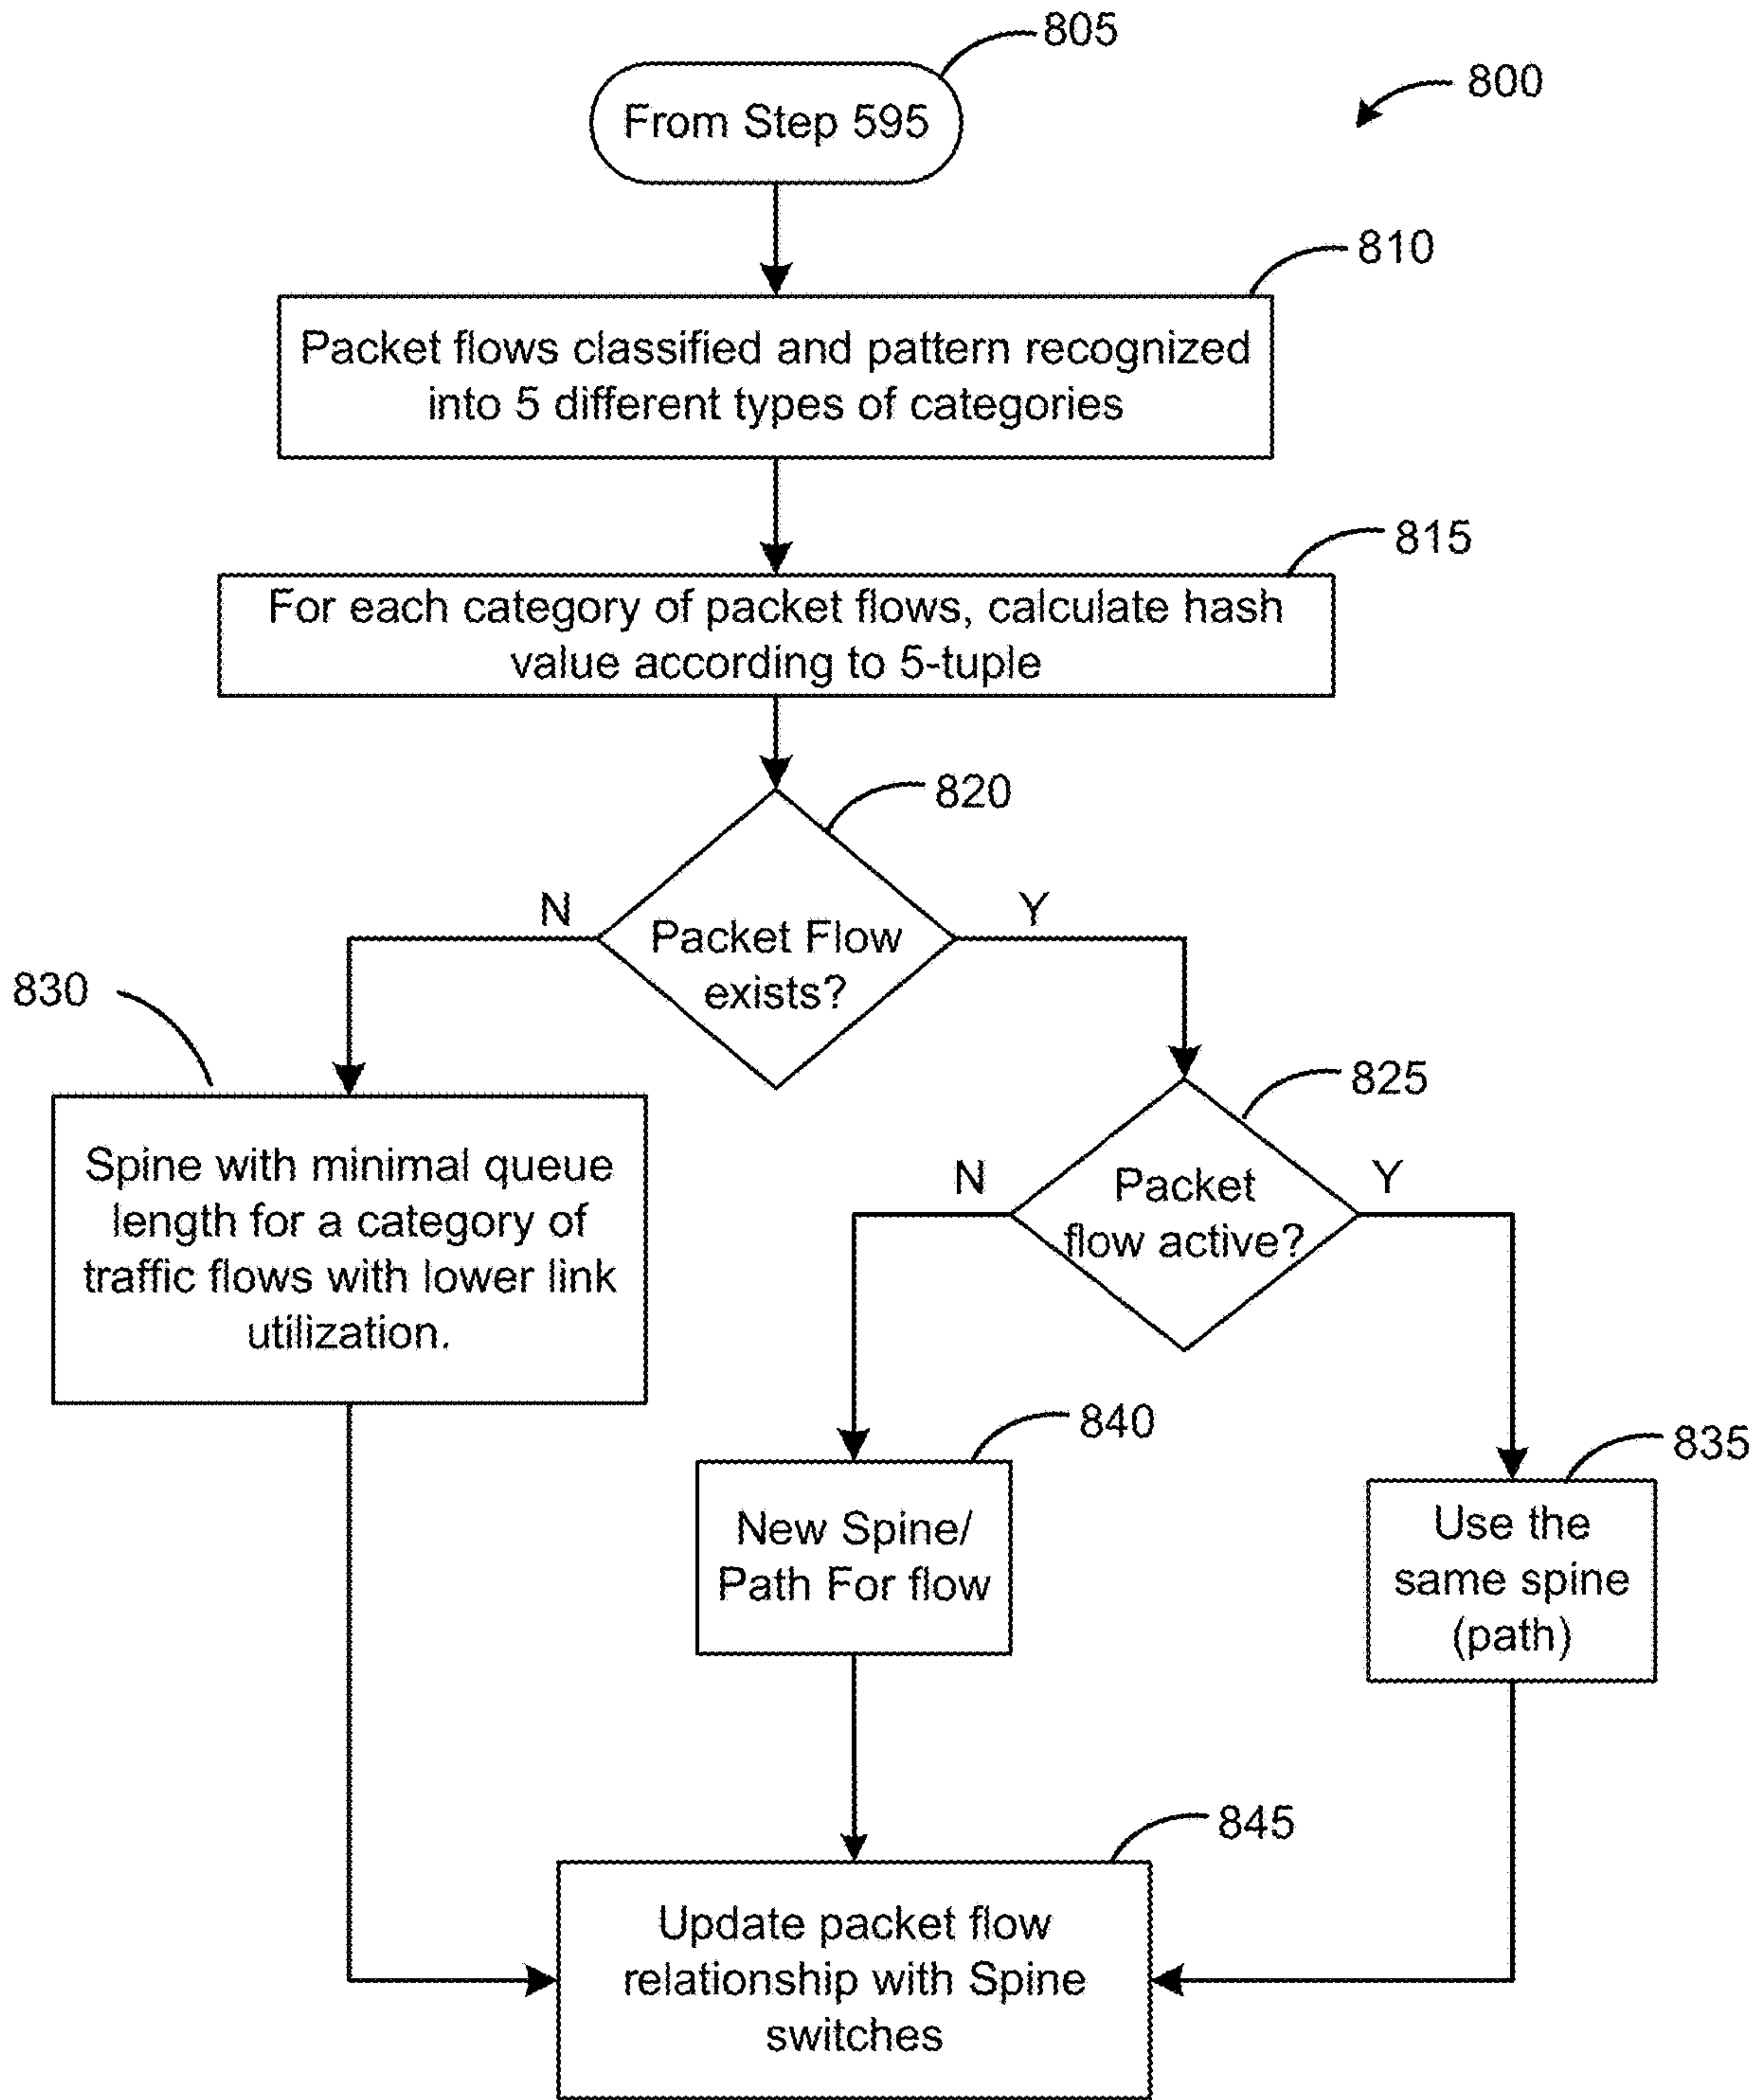 805
800
From Step 595
810
Packet flows classified and pattern recognized
into 5 different types of categories
815
For each category of packet flows, calculate hash
value according to 5-tuple
820
N
Y
Packet Flow
exists?
830
825
Spine with minimal queue
length for a category of
traffic flows with lower link
utilization.
N
Y
Packet
flow active?
840
835
New Spine/
Path For flow
Use the
same spine
(path)
845
Update packet flow
relationship with Spine
switches